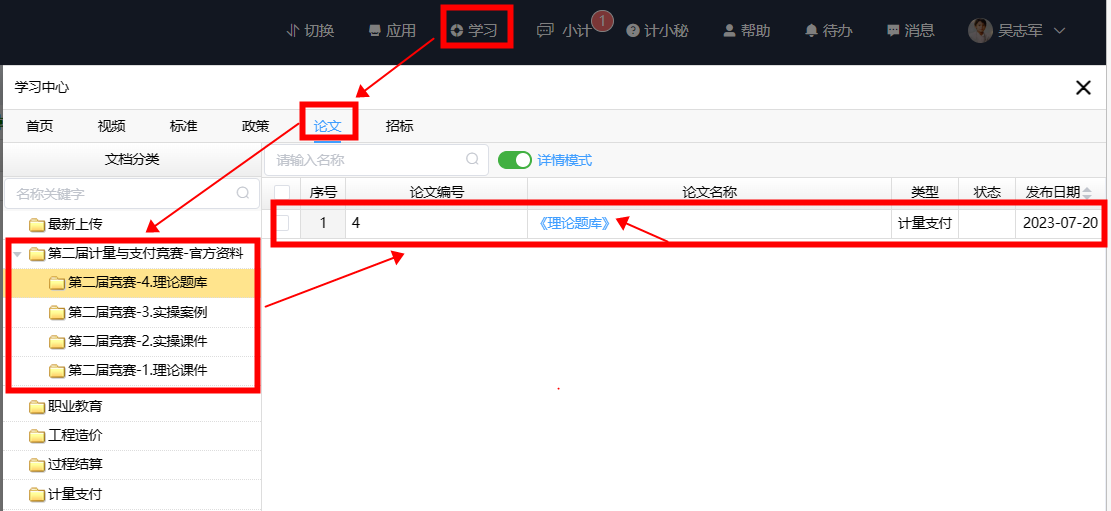 切换 应用 学习 小计 1 计小秘 帮助 待办 消息 吴志军
学习中心
首页 视频 标准 政策 论文 招标
文档分类 请输入名称 详情模式
名称关键字 序号 论文编号 论文名称 类型 状态 发布日期
最新上传 1 4 《理论题库》 计量支付 2023-07-20
第二届计量与支付竞赛-官方资料
第二届竞赛-4.理论题库
第二届竞赛-3.实操案例
第二届竞赛-2.实操课件
第二届竞赛-1.理论课件
职业教育
工程造价
过程结算
计量支付